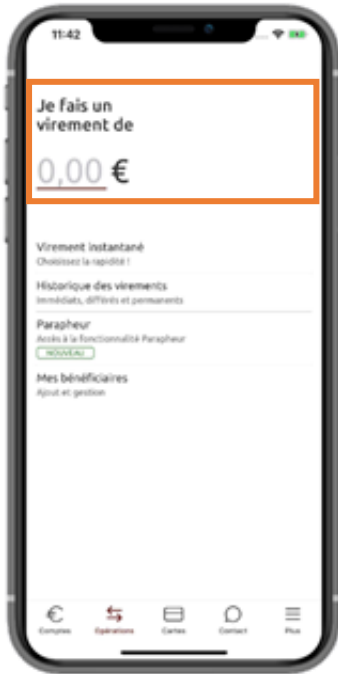 11:42
Je fais un
virement de
0,00 €
Virement instantané
Choisissez la rapidité !
Historique des virements
Immédiats, différés et permanents
Parapheur
Accès à la fonctionnalité Parapheur
NOUVEAU
Mes bénéficiaires
Ajout et gestion
Comptes Opérations Cartes Contact Plus